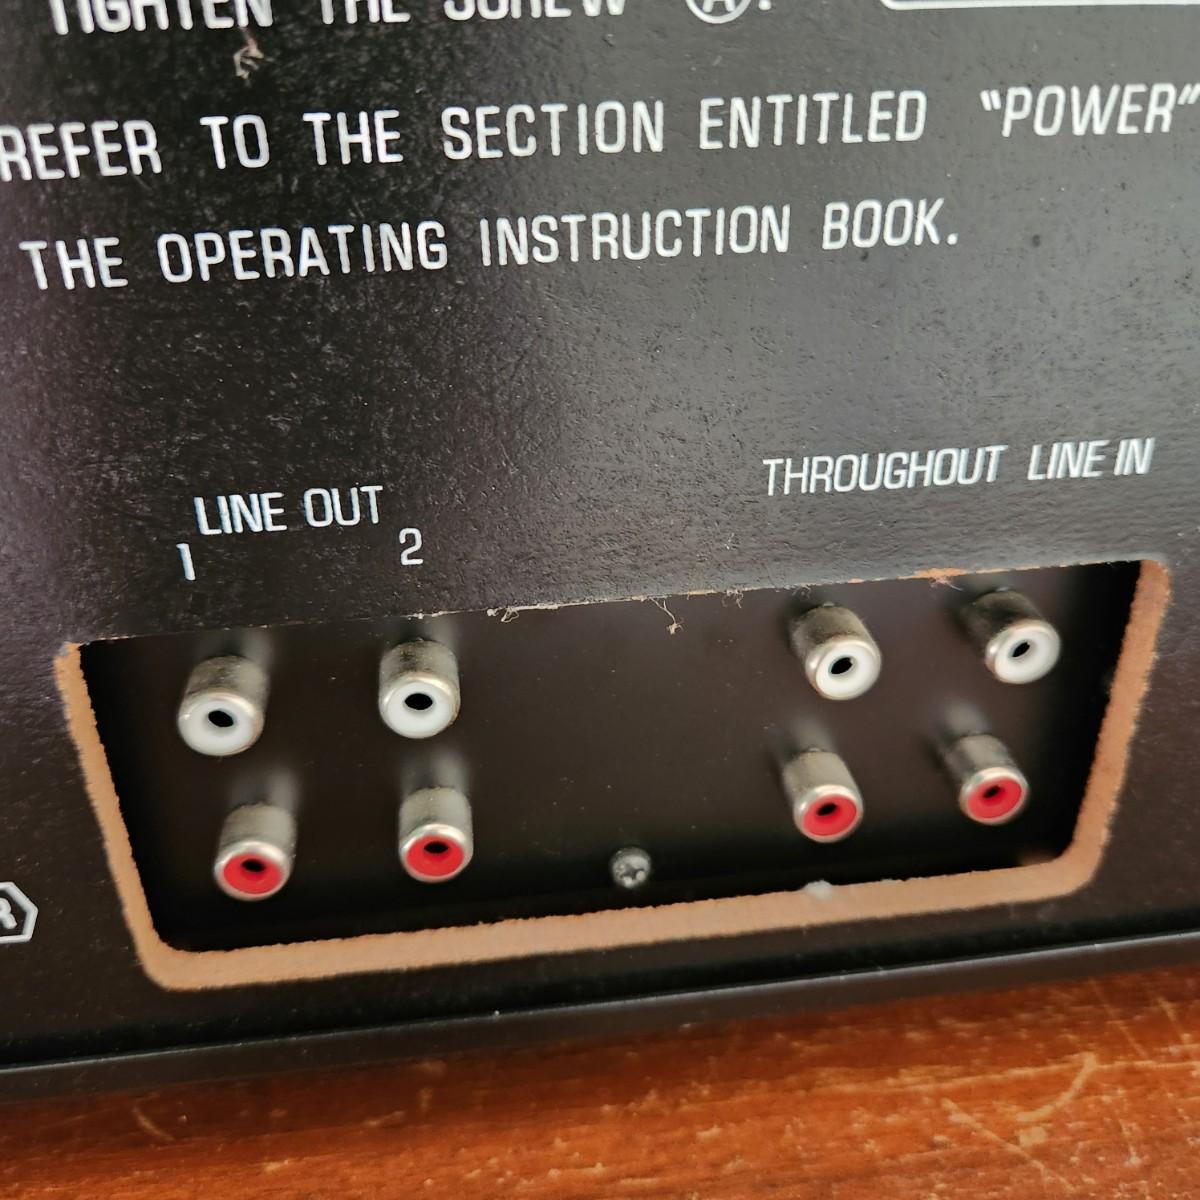 TIGHTEN THE SCREW Ⓐ.
REFER TO THE SECTION ENTITLED "POWER"
THE OPERATING INSTRUCTION BOOK.
THROUGHOUT LINE IN
LINE OUT
1 2
R